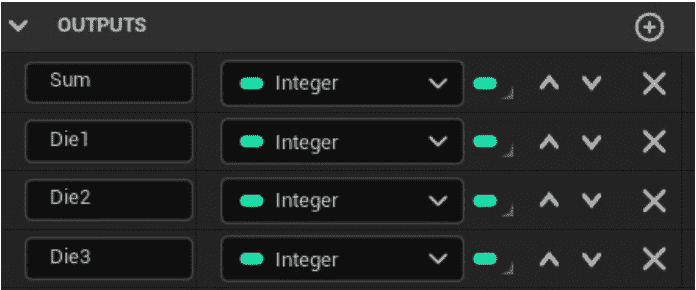 OUTPUTS
Sum Integer
Die1 Integer
Die2 Integer
Die3 Integer